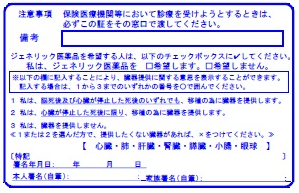 注意事項 保険医療機関等において診療を受けようとするときは、
必ずこの証をその窓口で渡してください。
備考
ジェネリック医薬品を希望する人は、以下のチェックボックスに✓してください。
私は、ジェネリック医薬品を □希望します。□希望しません。
※以下の欄に記入することにより、臓器提供に関する意思を表示することができます。
記入する場合は、1から3までのいずれかの番号を○で囲んでください。
1 私は、脳死後及び心臓が停止した死後のいずれでも、移植の為に臓器を提供します。
2 私は、心臓が停止した死後に限り、移植の為に臓器を提供します。
3 私は、臓器を提供しません。
≪1または2を選んだ方で、提供したくない臓器があれば、×をつけてください。≫
【 心臓・肺・肝臓・腎臓・膵臓・小腸・眼球 】
[特記 ]
署名年月日: 年 月 日
本人署名(自筆): 家族署名(自筆):